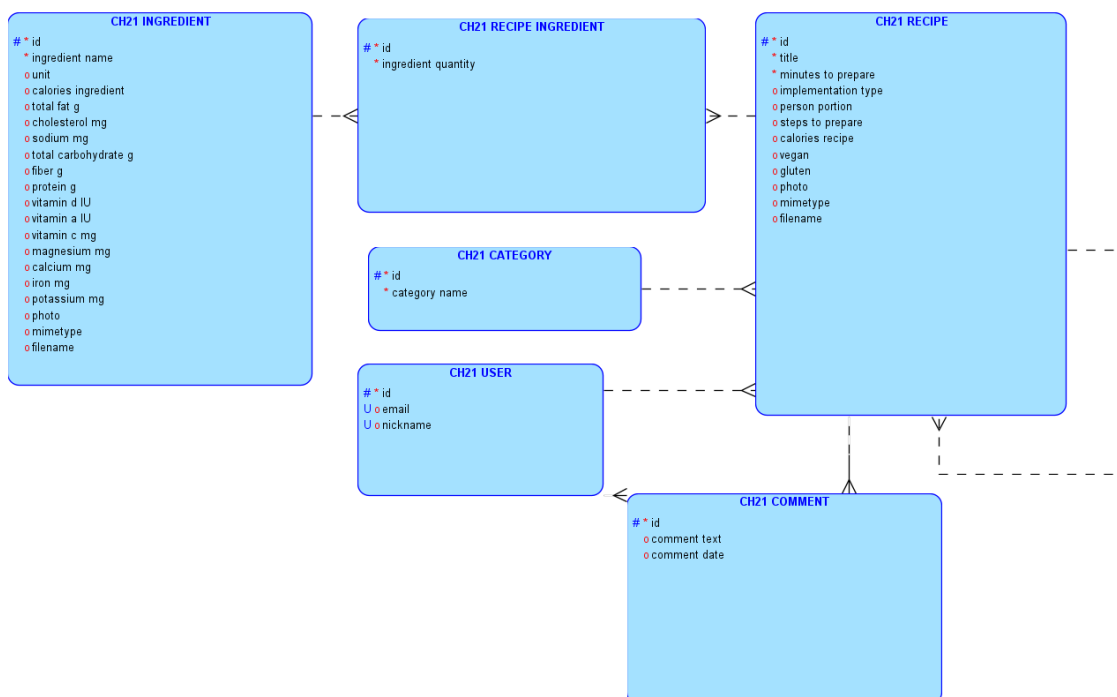 CH21 INGREDIENT
# * id
* ingredient name
o unit
o calories ingredient
o total fat g
o cholesterol mg
o sodium mg
o total carbohydrate g
o fiber g
o protein g
o vitamin d IU
o vitamin a IU
o vitamin c mg
o magnesium mg
o calcium mg
o iron mg
o potassium mg
o photo
o mimetype
o filename
CH21 RECIPE INGREDIENT
# * id
* ingredient quantity
CH21 RECIPE
# * id
* title
* minutes to prepare
o implementation type
o person portion
o steps to prepare
o calories recipe
o vegan
o gluten
o photo
o mimetype
o filename
CH21 CATEGORY
# * id
* category name
CH21 USER
# * id
U o email
U o nickname
CH21 COMMENT
# * id
o comment text
o comment date